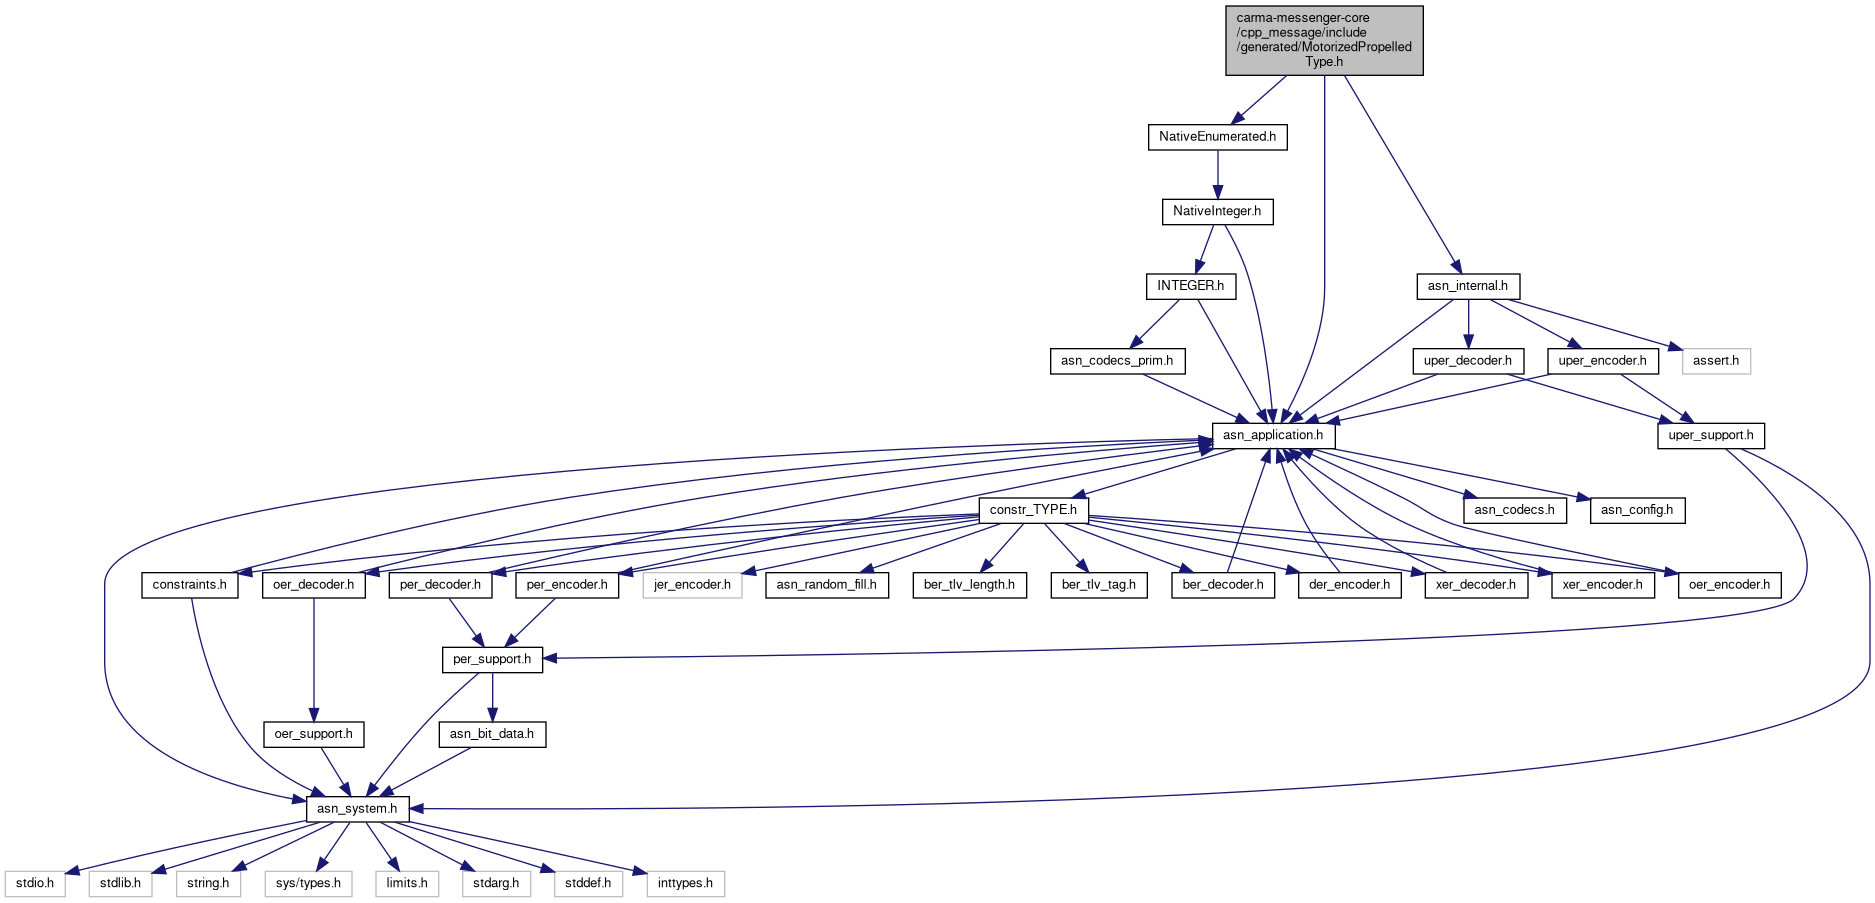 carma-messenger-core
/cpp_message/include
/generated/MotorizedPropelled
Type.h
NativeEnumerated.h
NativeInteger.h
INTEGER.h
asn_internal.h
asn_codecs_prim.h
uper_decoder.h
uper_encoder.h
assert.h
asn_application.h
uper_support.h
constr_TYPE.h
asn_codecs.h
asn_config.h
constraints.h
oer_decoder.h
per_decoder.h
per_encoder.h
jer_encoder.h
asn_random_fill.h
ber_tlv_length.h
ber_tlv_tag.h
ber_decoder.h
der_encoder.h
xer_decoder.h
xer_encoder.h
oer_encoder.h
per_support.h
oer_support.h
asn_bit_data.h
asn_system.h
stdio.h
stdlib.h
string.h
sys/types.h
limits.h
stdarg.h
stddef.h
inttypes.h